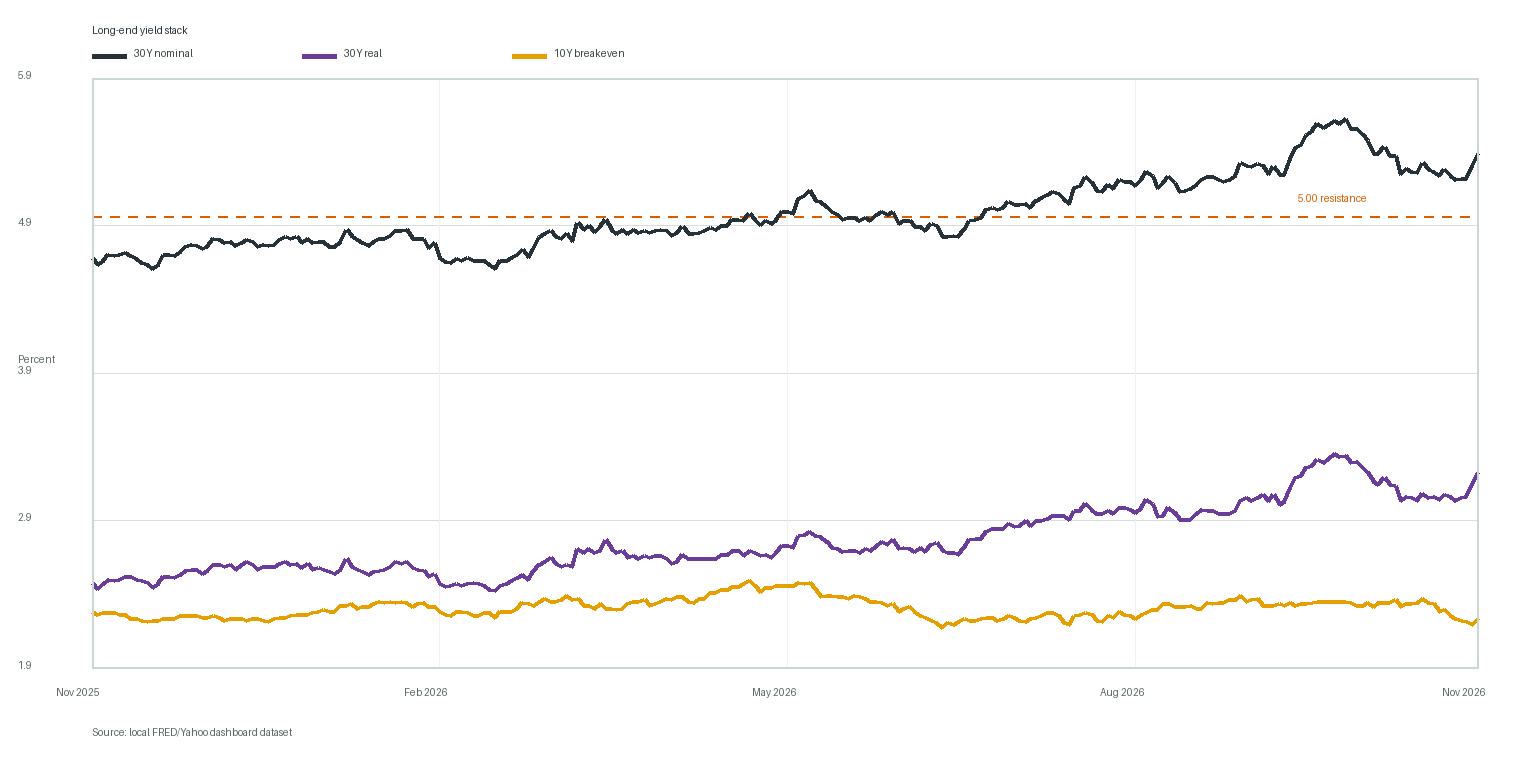 Long-end yield stack
30Y nominal 30Y real 10Y breakeven
5.9
5.00 resistance
4.9
Percent
3.9
2.9
1.9
Nov 2025 Feb 2026 May 2026 Aug 2026 Nov 2026
Source: local FRED/Yahoo dashboard dataset